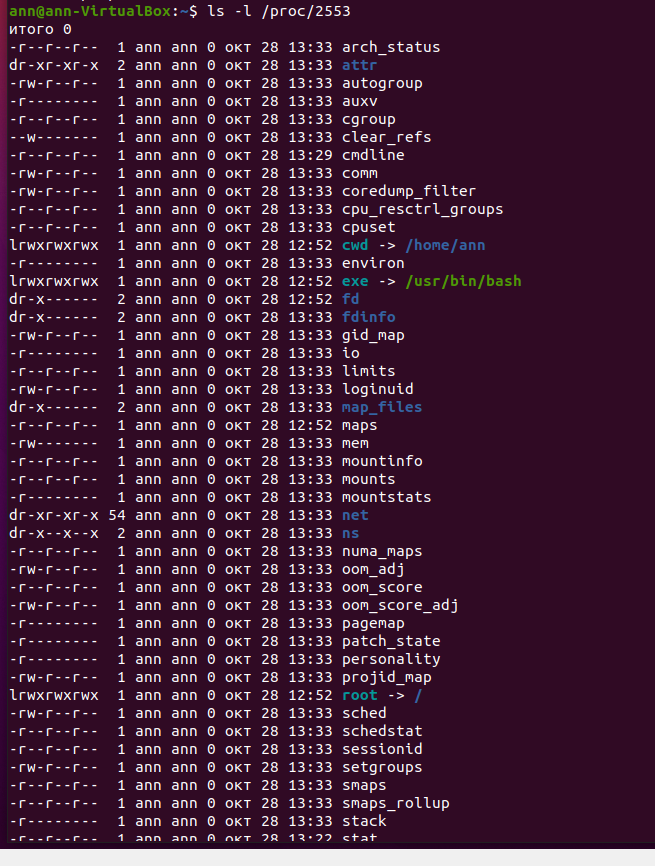 ann@ann-VirtualBox:~$ ls -l /proc/2553
итого 0
-r--r--r--  1 ann ann 0 окт 28 13:33 arch_status
dr-xr-xr-x  2 ann ann 0 окт 28 13:33 attr
-rw-r--r--  1 ann ann 0 окт 28 13:33 autogroup
-r--------  1 ann ann 0 окт 28 13:33 auxv
-r--r--r--  1 ann ann 0 окт 28 13:33 cgroup
--w-------  1 ann ann 0 окт 28 13:33 clear_refs
-r--r--r--  1 ann ann 0 окт 28 13:29 cmdline
-rw-r--r--  1 ann ann 0 окт 28 13:33 comm
-rw-r--r--  1 ann ann 0 окт 28 13:33 coredump_filter
-r--r--r--  1 ann ann 0 окт 28 13:33 cpu_resctrl_groups
-r--r--r--  1 ann ann 0 окт 28 13:33 cpuset
lrwxrwxrwx  1 ann ann 0 окт 28 12:52 cwd -> /home/ann
-r--------  1 ann ann 0 окт 28 13:33 environ
lrwxrwxrwx  1 ann ann 0 окт 28 12:52 exe -> /usr/bin/bash
dr-x------  2 ann ann 0 окт 28 12:52 fd
dr-x------  2 ann ann 0 окт 28 13:33 fdinfo
-rw-r--r--  1 ann ann 0 окт 28 13:33 gid_map
-r--------  1 ann ann 0 окт 28 13:33 io
-r--r--r--  1 ann ann 0 окт 28 13:33 limits
-rw-r--r--  1 ann ann 0 окт 28 13:33 loginuid
dr-x------  2 ann ann 0 окт 28 13:33 map_files
-r--r--r--  1 ann ann 0 окт 28 12:52 maps
-rw-------  1 ann ann 0 окт 28 13:33 mem
-r--r--r--  1 ann ann 0 окт 28 13:33 mountinfo
-r--r--r--  1 ann ann 0 окт 28 13:33 mounts
-r--------  1 ann ann 0 окт 28 13:33 mountstats
dr-xr-xr-x 54 ann ann 0 окт 28 13:33 net
dr-x--x--x  2 ann ann 0 окт 28 13:33 ns
-r--r--r--  1 ann ann 0 окт 28 13:33 numa_maps
-rw-r--r--  1 ann ann 0 окт 28 13:33 oom_adj
-r--r--r--  1 ann ann 0 окт 28 13:33 oom_score
-rw-r--r--  1 ann ann 0 окт 28 13:33 oom_score_adj
-r--------  1 ann ann 0 окт 28 13:33 pagemap
-r--------  1 ann ann 0 окт 28 13:33 patch_state
-r--------  1 ann ann 0 окт 28 13:33 personality
-rw-r--r--  1 ann ann 0 окт 28 13:33 projid_map
lrwxrwxrwx  1 ann ann 0 окт 28 12:52 root -> /
-rw-r--r--  1 ann ann 0 окт 28 13:33 sched
-r--r--r--  1 ann ann 0 окт 28 13:33 schedstat
-r--r--r--  1 ann ann 0 окт 28 13:33 sessionid
-rw-r--r--  1 ann ann 0 окт 28 13:33 setgroups
-r--r--r--  1 ann ann 0 окт 28 13:33 smaps
-r--r--r--  1 ann ann 0 окт 28 13:33 smaps_rollup
-r--------  1 ann ann 0 окт 28 13:33 stack
-r--r--r--  1 ann ann 0 окт 28 13:22 stat